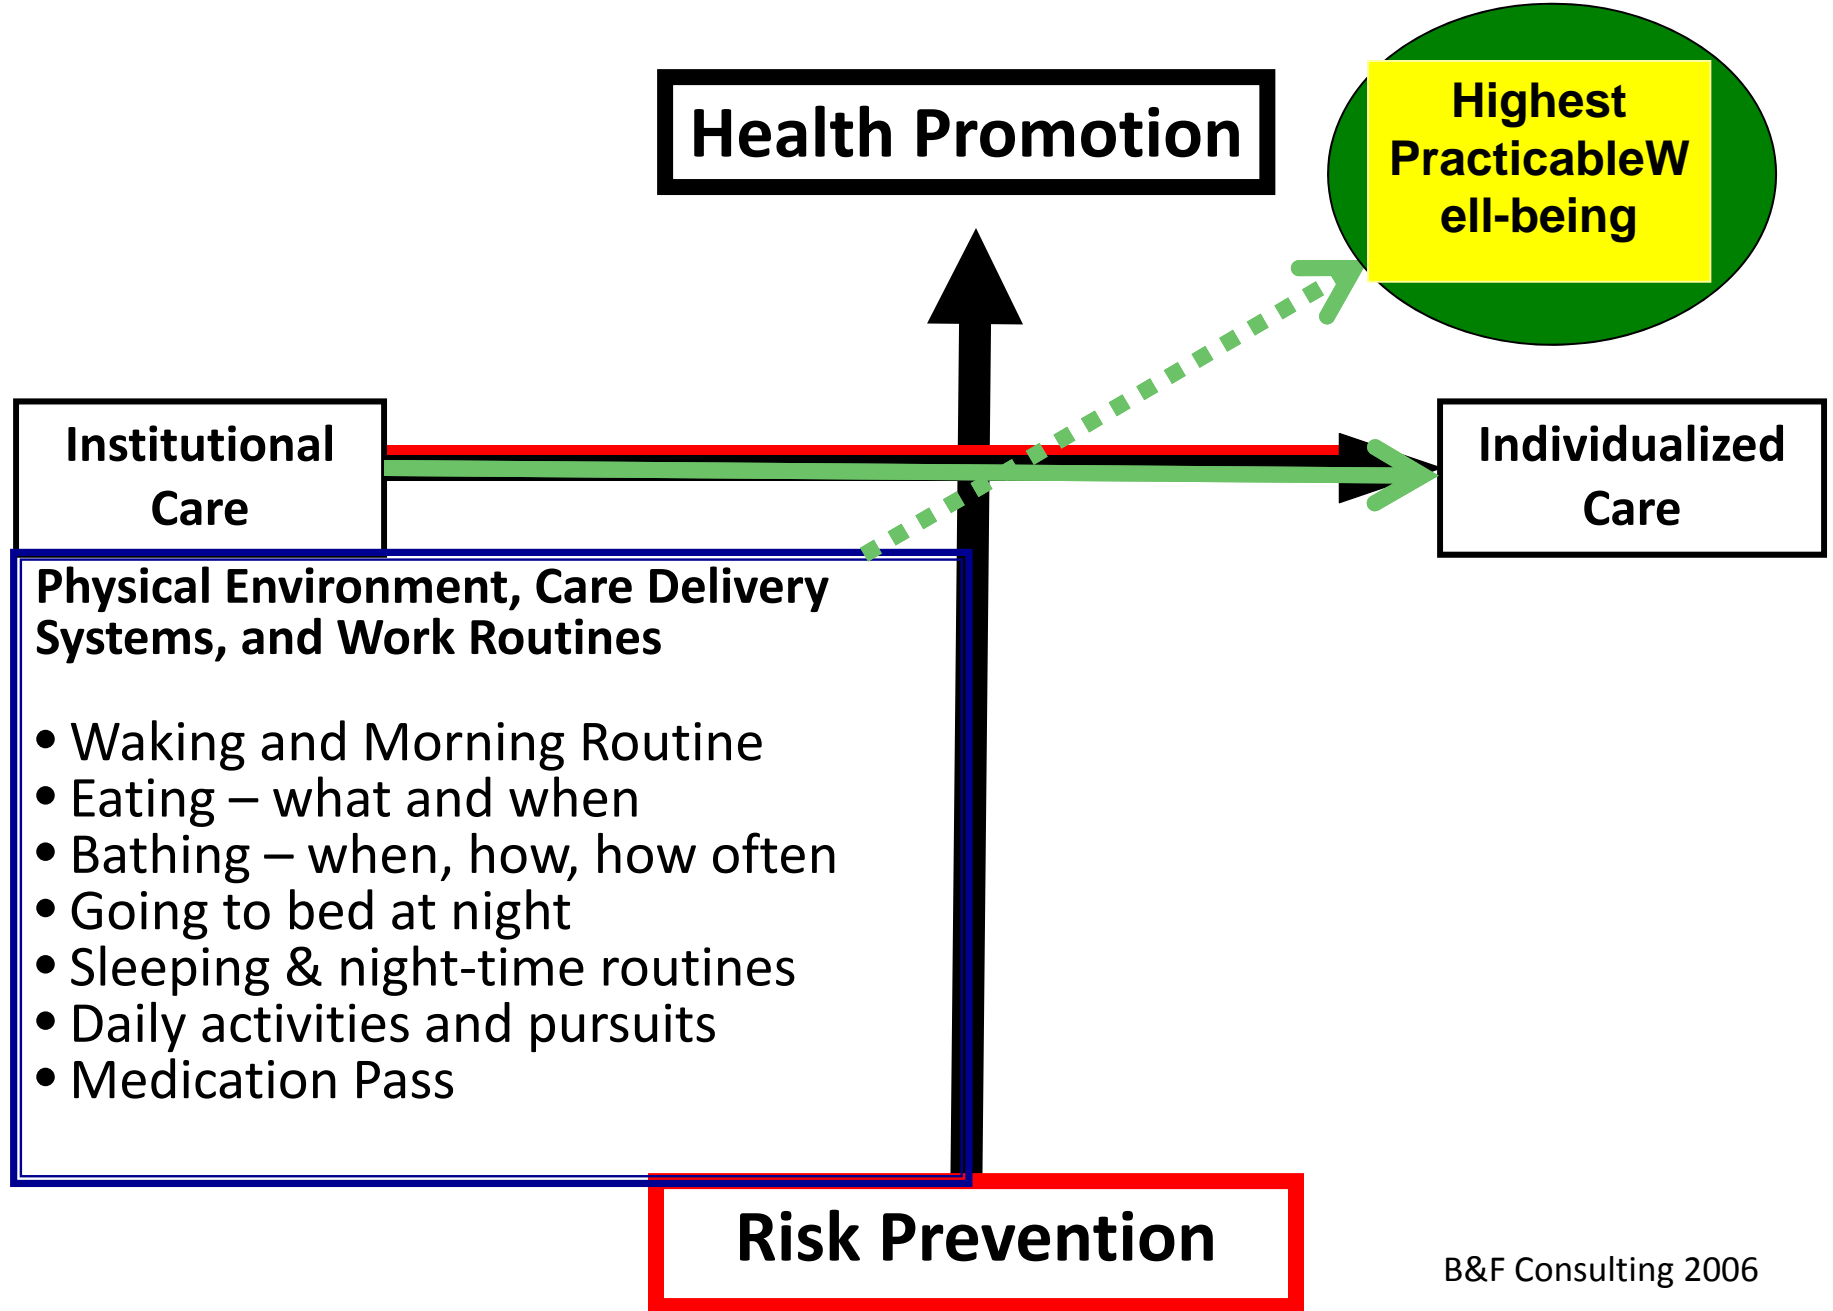 Health Promotion
Highest
PracticableW
ell-being
Institutional
Care
Individualized
Care
Physical Environment, Care Delivery
Systems, and Work Routines
• Waking and Morning Routine
• Eating – what and when
• Bathing – when, how, how often
• Going to bed at night
• Sleeping & night-time routines
• Daily activities and pursuits
• Medication Pass
Risk Prevention
B&F Consulting 2006